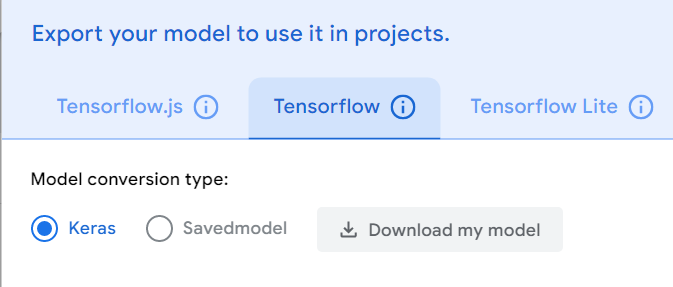 Export your model to use it in projects.
Tensorflow.js Tensorflow Tensorflow Lite
Model conversion type:
Keras Savedmodel Download my model